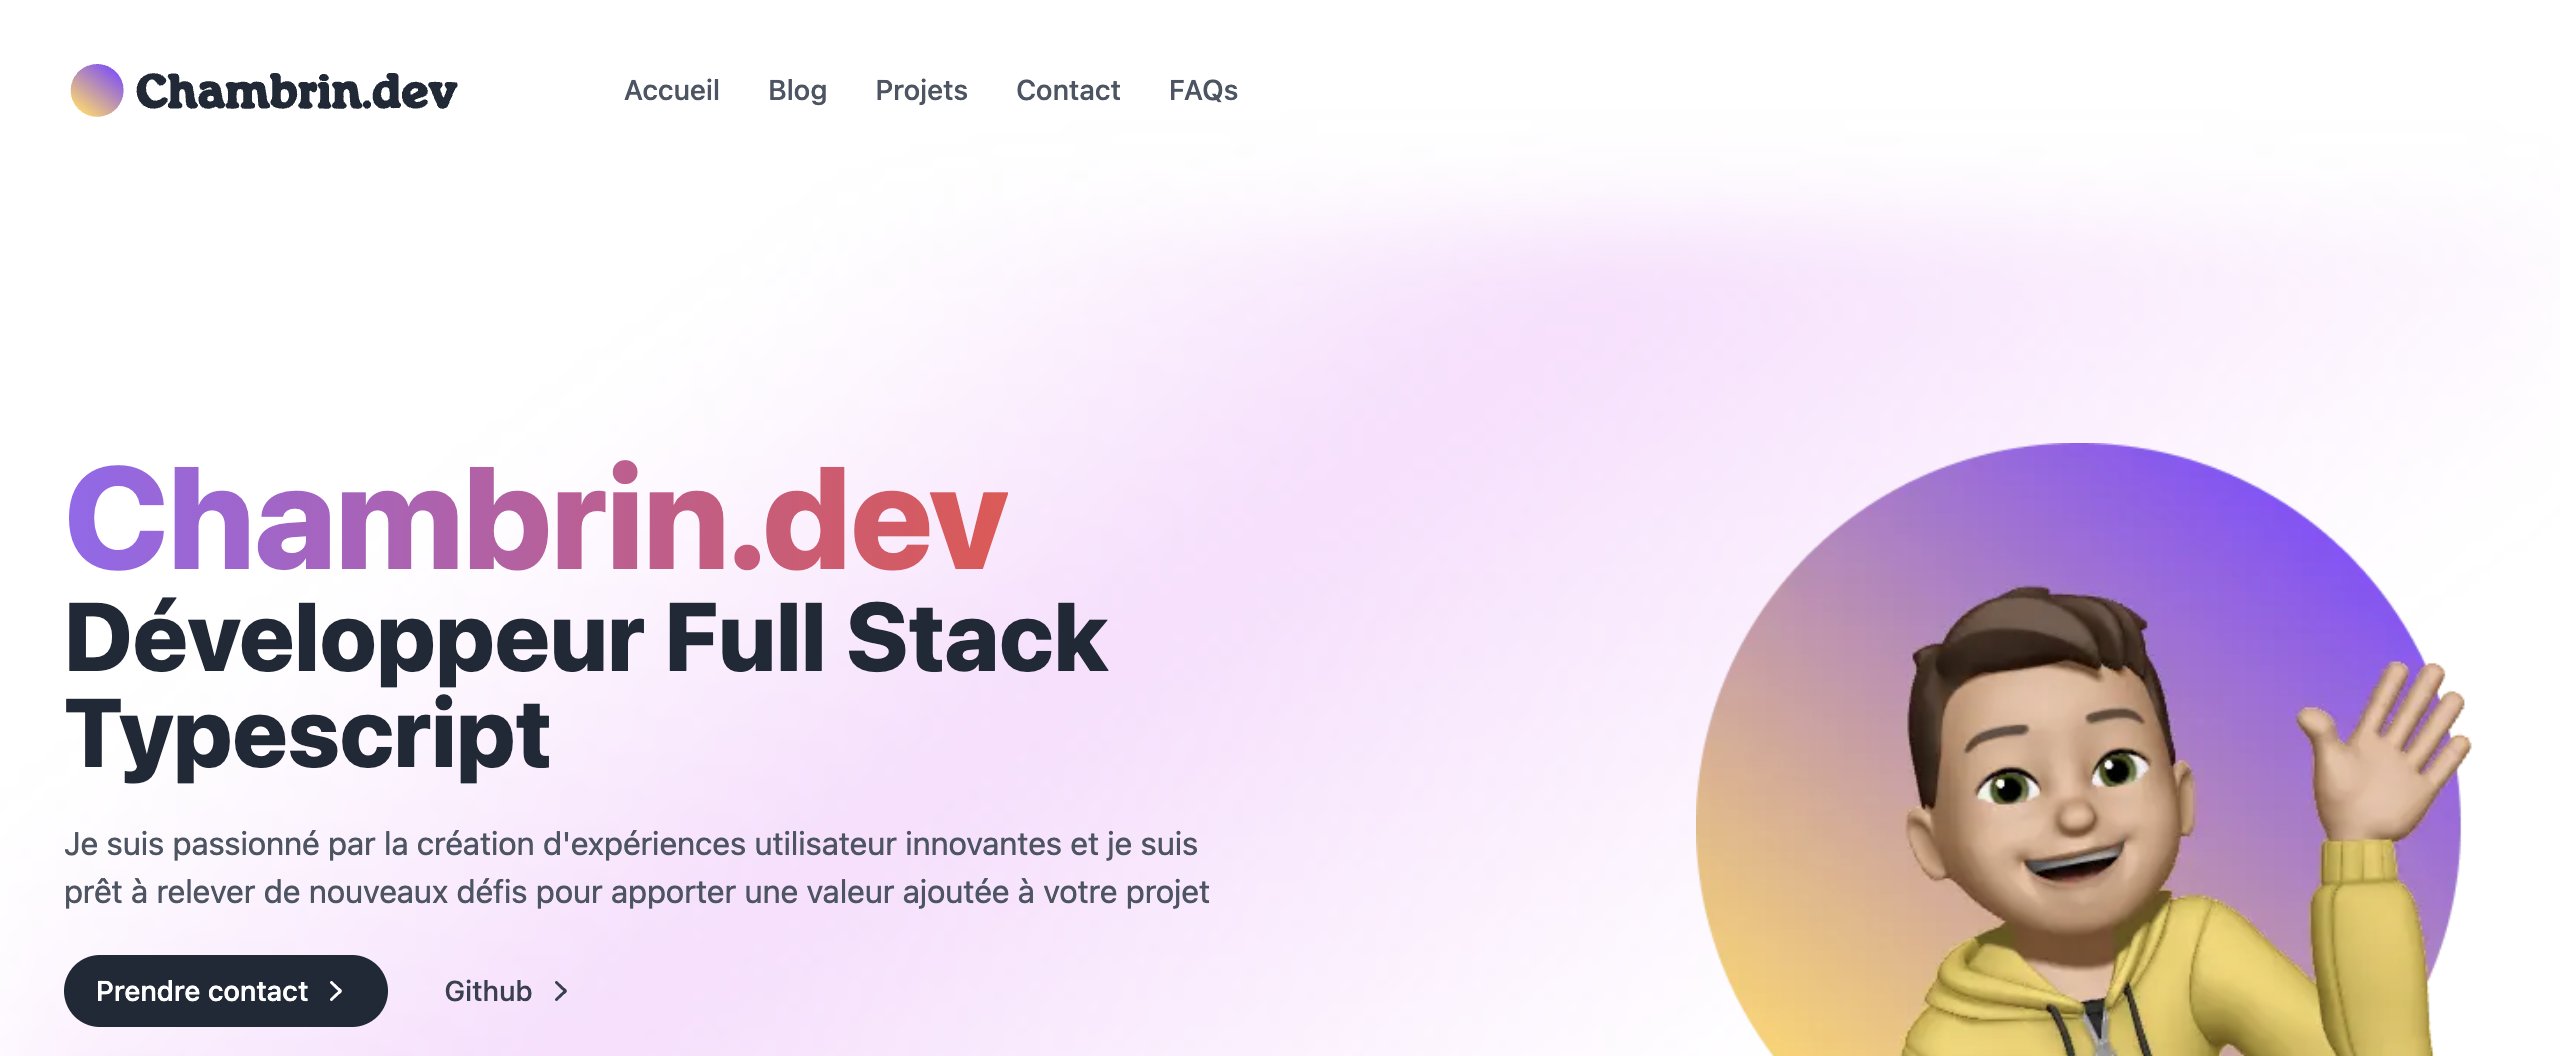 Chambrin.dev
Accueil Blog Projets Contact FAQs
Chambrin.dev
Développeur Full Stack
Typescript
Je suis passionné par la création d'expériences utilisateur innovantes et je suis
prêt à relever de nouveaux défis pour apporter une valeur ajoutée à votre projet
Prendre contact
Github